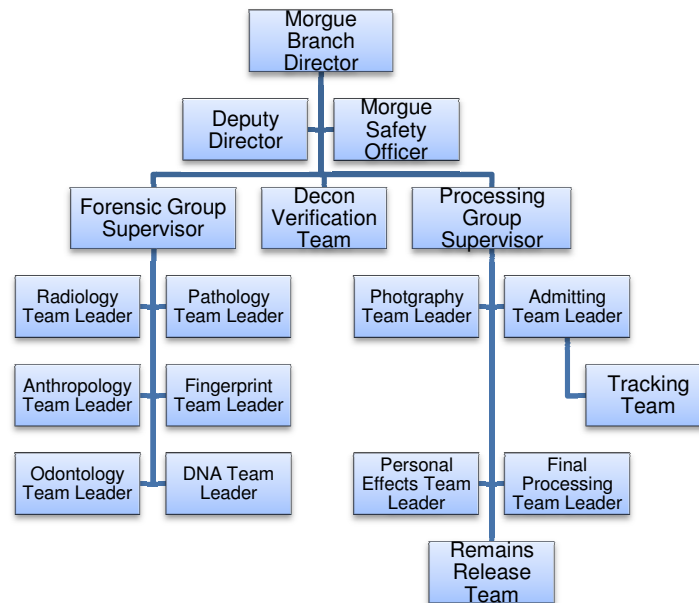 Morgue
Branch
Director
Deputy
Director
Morgue
Safety
Officer
Forensic Group
Supervisor
Decon
Verification
Team
Processing
Group
Supervisor
Radiology
Team Leader
Pathology
Team Leader
Photgraphy
Team Leader
Admitting
Team Leader
Anthropology
Team Leader
Fingerprint
Team Leader
Tracking
Team
Odontology
Team Leader
DNA Team
Leader
Personal
Effects Team
Leader
Final
Processing
Team Leader
Remains
Release
Team